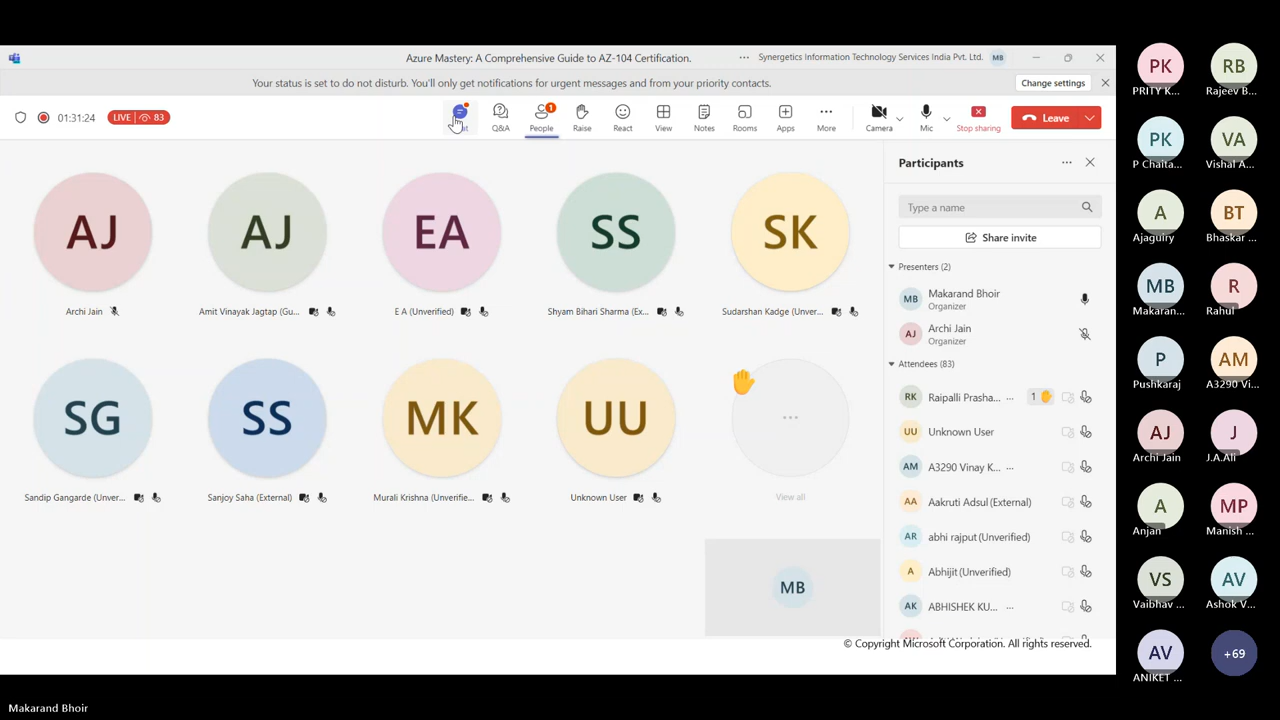 Azure Mastery: A Comprehensive Guide to AZ-104 Certification.
Synergetics Information Technology Services India Pvt. Ltd.
MB
Your status is set to do not disturb. You'll only get notifications for urgent messages and from your priority contacts.
Change settings
01:31:24
LIVE 83
Q&A
1
People
Raise
React
View
Notes
Rooms
Apps
More
Camera
Mic
Stop sharing
Leave
AJ
Archi Jain
AJ
Amit Vinayak Jagtap (Gu...
EA
E A (Unverified)
SS
Shyam Bihari Sharma (Ex...
SK
Sudarshan Kadge (Unver...
SG
Sandip Gangarde (Unver...
SS
Sanjoy Saha (External)
MK
Murali Krishna (Unverifie...
UU
Unknown User
...
View all
MB
Participants
Type a name
Share invite
Presenters (2)
MB
Makarand Bhoir
Organizer
AJ
Archi Jain
Organizer
Attendees (83)
RK
Raipalli Prasha... ...
1
UU
Unknown User
AM
A3290 Vinay K... ...
AA
Aakruti Adsul (External)
AR
abhi rajput (Unverified)
A
Abhijit (Unverified)
AK
ABHISHEK KU... ...
© Copyright Microsoft Corporation. All rights reserved.
PK
PRITY K...
RB
Rajeev B...
PK
P Chaita...
VA
Vishal A...
A
Ajaguiry
BT
Bhaskar ...
MB
Makaran...
R
Rahul
P
Pushkaraj
AM
A3290 Vi...
AJ
Archi Jain
J
J.A.Ali
A
Anjan
MP
Manish ...
VS
Vaibhav ...
AV
Ashok V...
AV
ANIKET ...
+69
Makarand Bhoir